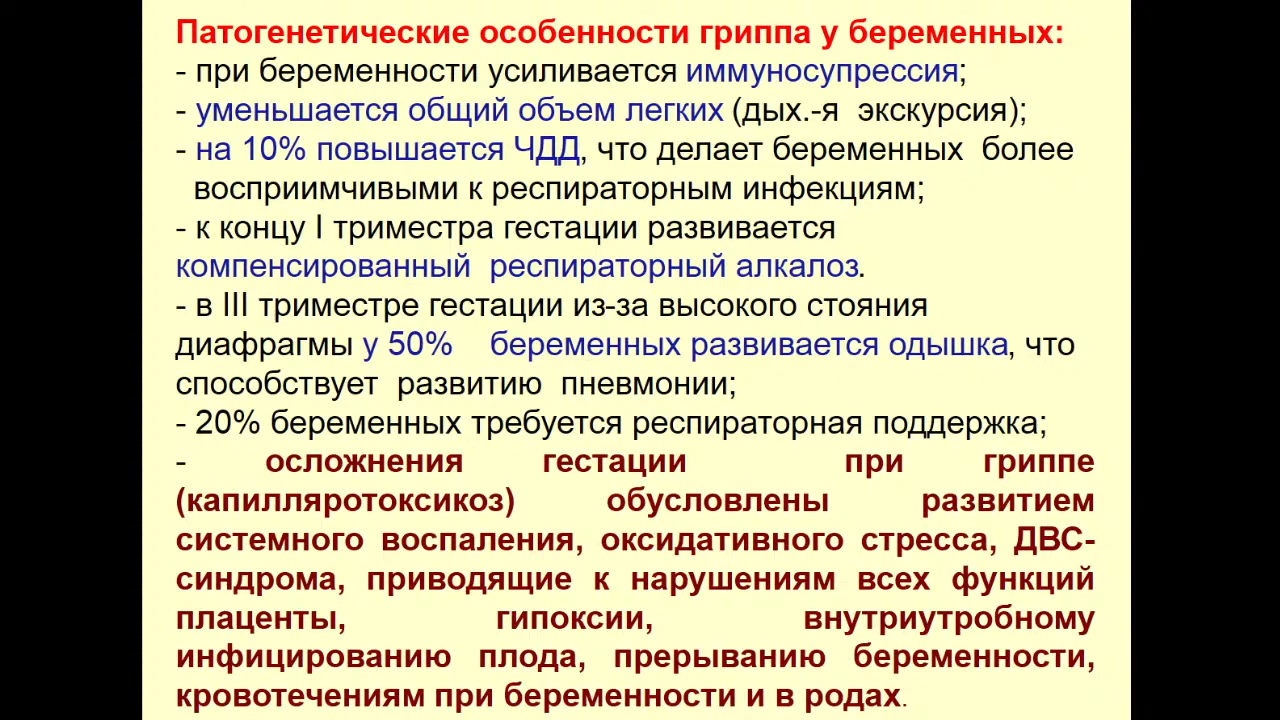 Патогенетические особенности гриппа у беременных:
- при беременности усиливается иммуносупрессия;
- уменьшается общий объем легких (дых.-я экскурсия);
- на 10% повышается ЧДД, что делает беременных более
восприимчивыми к респираторным инфекциям;
- к концу I триместра гестации развивается
компенсированный респираторный алкалоз.
- в III триместре гестации из-за высокого стояния
диафрагмы у 50% беременных развивается одышка, что
способствует развитию пневмонии;
- 20% беременных требуется респираторная поддержка;
- осложнения гестации при гриппе
(капилляротоксикоз) обусловлены развитием
системного воспаления, оксидативного стресса, ДВС-
синдрома, приводящие к нарушениям всех функций
плаценты, гипоксии, внутриутробному
инфицированию плода, прерыванию беременности,
кровотечениям при беременности и в родах.